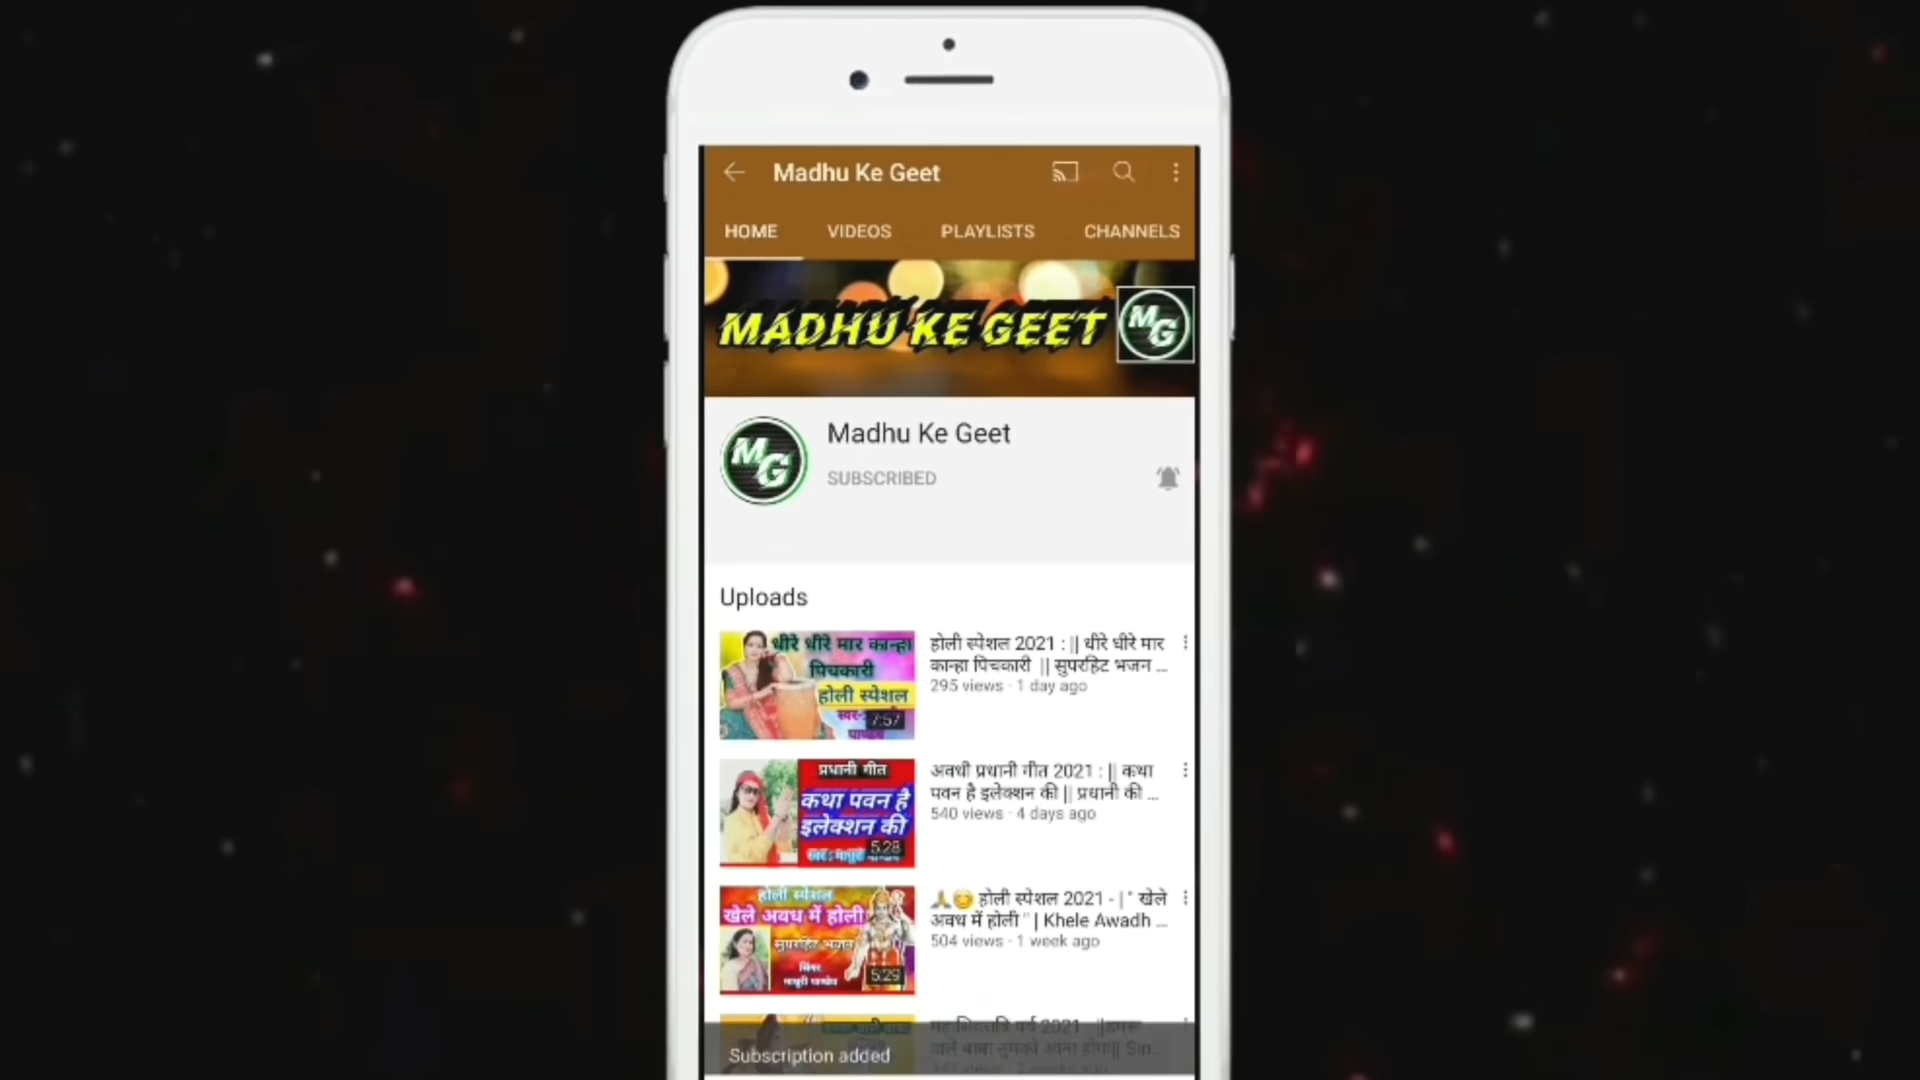 Madhu Ke Geet
HOME VIDEOS PLAYLISTS CHANNELS
MADHU KE GEET MG
MG
Madhu Ke Geet
SUBSCRIBED
Uploads
धीरे धीरे मार कान्हा
पिचकारी
होली स्पेशल
स्वर-
7:57
पाण्डेय
होली स्पेशल 2021 : || धीरे धीरे मार
कान्हा पिचकारी || सुपरहिट भजन ...
295 views · 1 day ago
प्रधानी गीत
कथा पवन है
इलेक्शन की
5:28
अवधी प्रधानी गीत 2021 : || कथा
पवन है इलेक्शन की || प्रधानी की ...
540 views · 4 days ago
होली स्पेशल
खेले अवध में होली
सुपरहिट भजन
सिंगर
माधुरी पाण्डेय
5:29
🙏😊 होली स्पेशल 2021 - | " खेले
अवध में होली " | Khele Awadh ...
504 views · 1 week ago
Subscription added